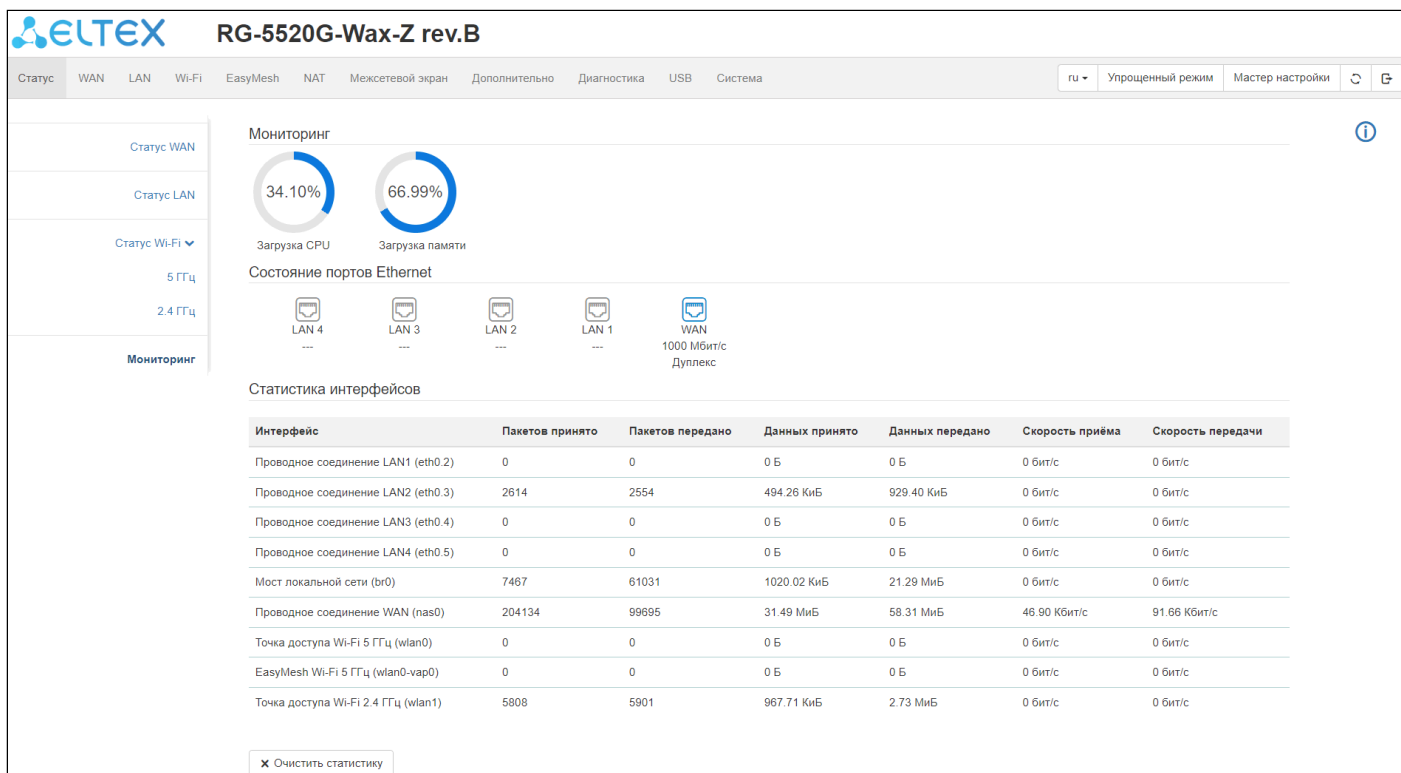 ELTEX RG-5520G-Wax-Z rev.B
Статус WAN LAN Wi-Fi EasyMesh NAT Межсетевой экран Дополнительно Диагностика USB Система ru Упрощенный режим Мастер настройки
Статус WAN
Статус LAN
Статус Wi-Fi
5 ГГц
2.4 ГГц
Мониторинг
Мониторинг
34.10% 66.99%
Загрузка CPU Загрузка памяти
Состояние портов Ethernet
LAN 4 LAN 3 LAN 2 LAN 1 WAN
--- --- --- --- 1000 Мбит/с
Дуплекс
Статистика интерфейсов
Интерфейс Пакетов принято Пакетов передано Данных принято Данных передано Скорость приёма Скорость передачи
Проводное соединение LAN1 (eth0.2) 0 0 0 Б 0 Б 0 бит/с 0 бит/с
Проводное соединение LAN2 (eth0.3) 2614 2554 494.26 КиБ 929.40 КиБ 0 бит/с 0 бит/с
Проводное соединение LAN3 (eth0.4) 0 0 0 Б 0 Б 0 бит/с 0 бит/с
Проводное соединение LAN4 (eth0.5) 0 0 0 Б 0 Б 0 бит/с 0 бит/с
Мост локальной сети (br0) 7467 61031 1020.02 КиБ 21.29 МиБ 0 бит/с 0 бит/с
Проводное соединение WAN (nas0) 204134 99695 31.49 МиБ 58.31 МиБ 46.90 Кбит/с 91.66 Кбит/с
Точка доступа Wi-Fi 5 ГГц (wlan0) 0 0 0 Б 0 Б 0 бит/с 0 бит/с
EasyMesh Wi-Fi 5 ГГц (wlan0-vap0) 0 0 0 Б 0 Б 0 бит/с 0 бит/с
Точка доступа Wi-Fi 2.4 ГГц (wlan1) 5808 5901 967.71 КиБ 2.73 МиБ 0 бит/с 0 бит/с
Очистить статистику